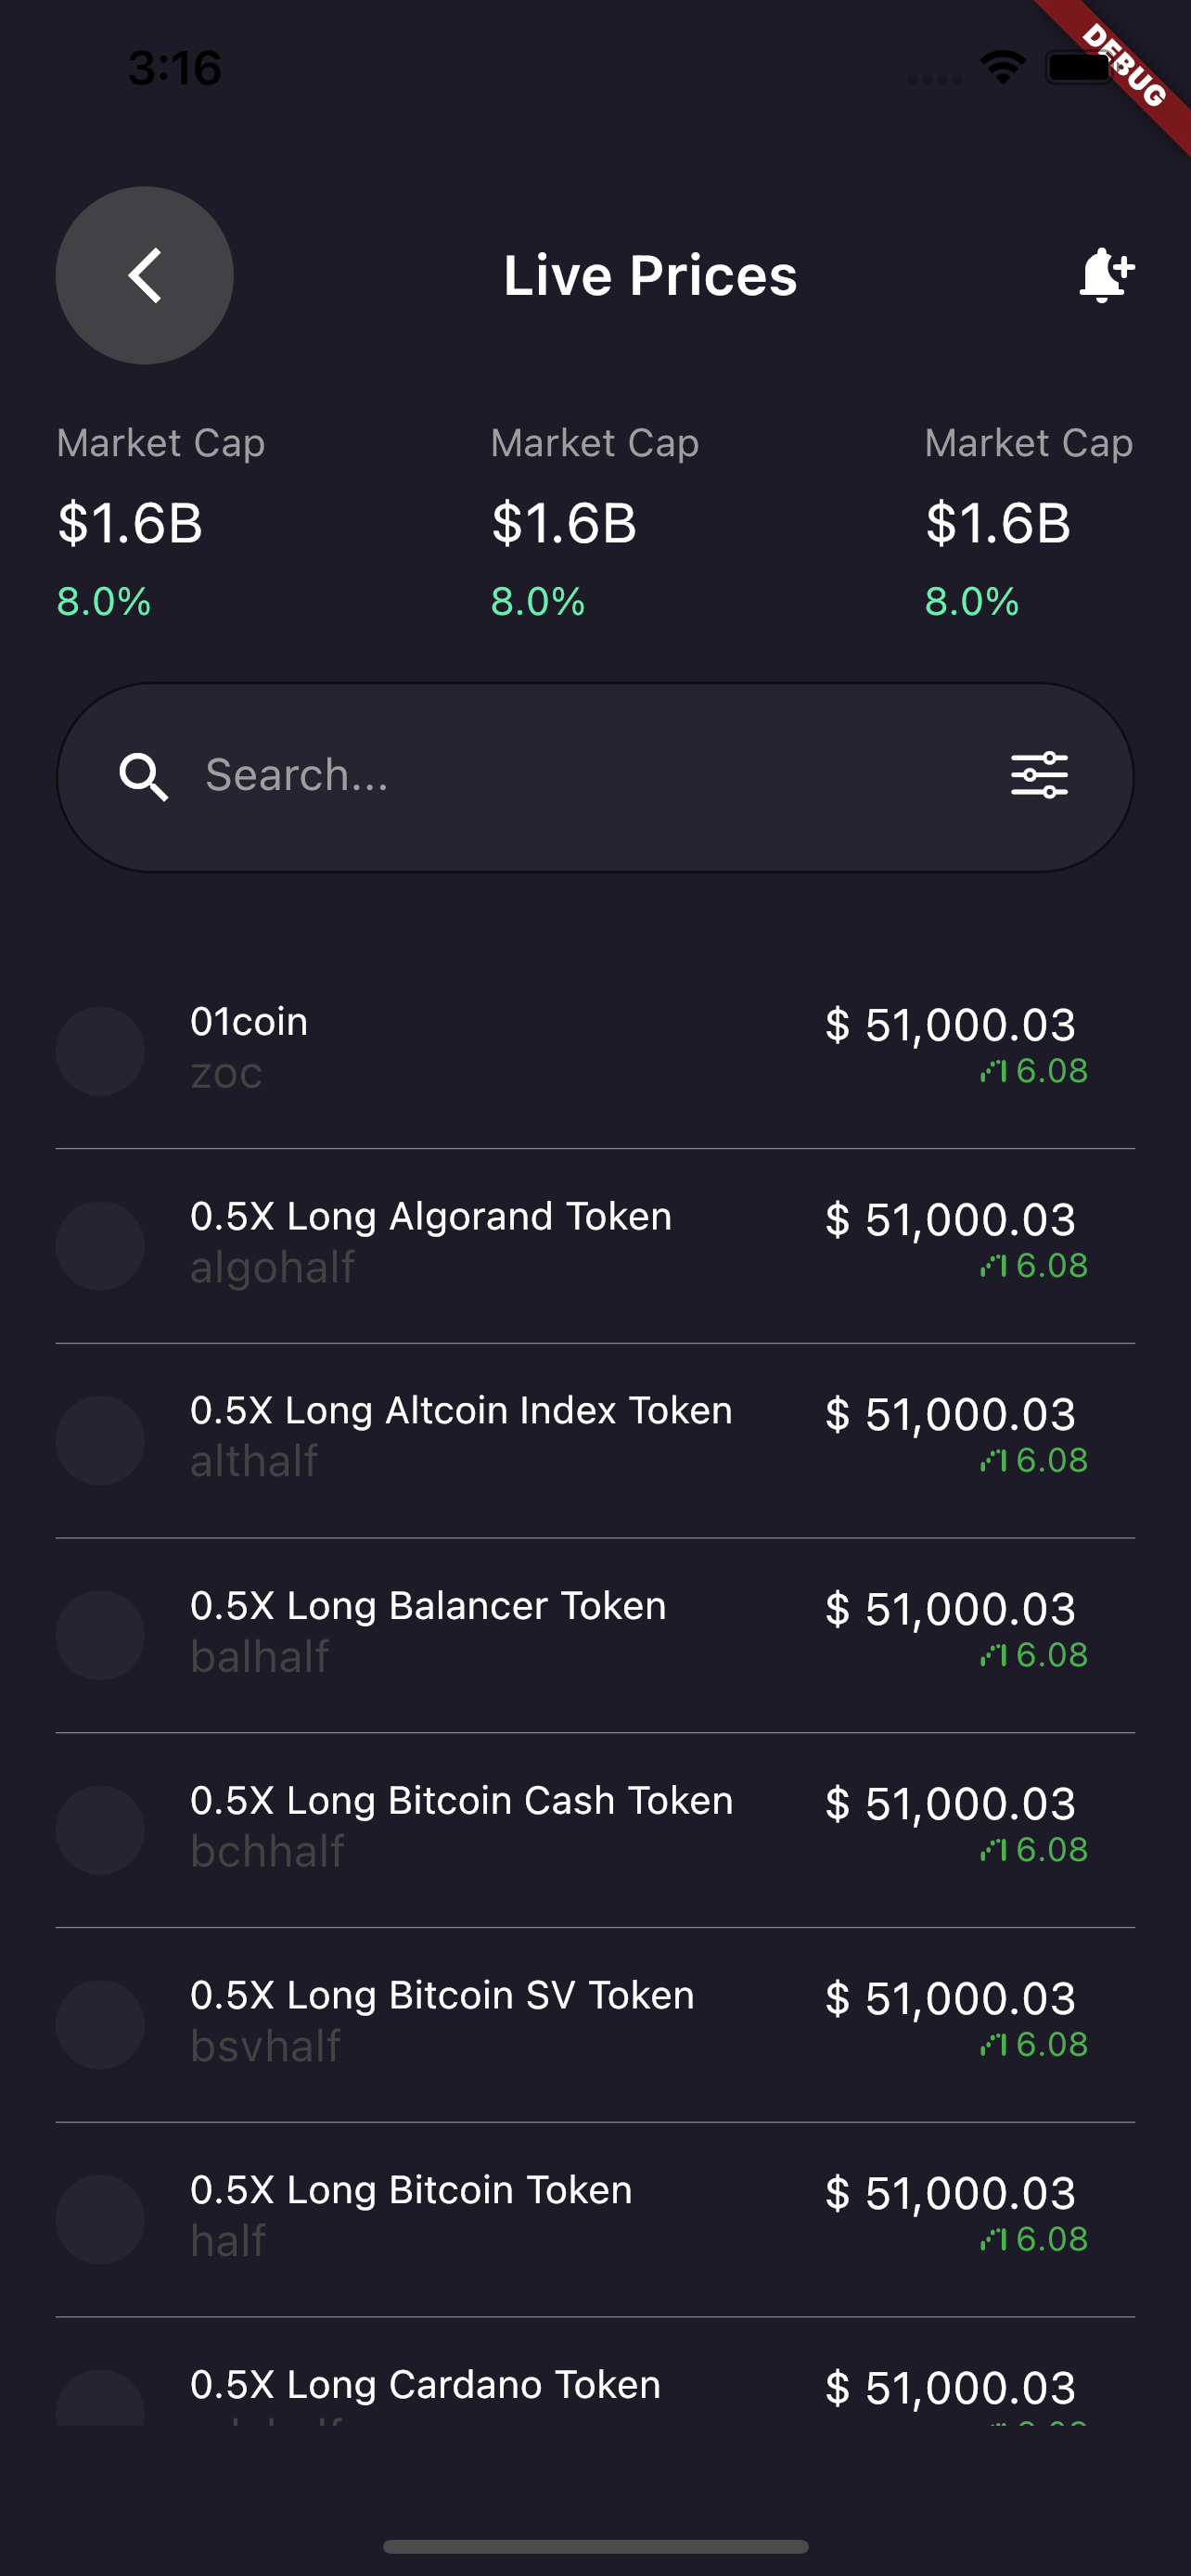 3:16
DEBUG
Live Prices
Market Cap Market Cap Market Cap
$1.6B $1.6B $1.6B
8.0% 8.0% 8.0%
Search...
01coin $ 51,000.03
zoc 6.08
0.5X Long Algorand Token $ 51,000.03
algohalf 6.08
0.5X Long Altcoin Index Token $ 51,000.03
althalf 6.08
0.5X Long Balancer Token $ 51,000.03
balhalf 6.08
0.5X Long Bitcoin Cash Token $ 51,000.03
bchhalf 6.08
0.5X Long Bitcoin SV Token $ 51,000.03
bsvhalf 6.08
0.5X Long Bitcoin Token $ 51,000.03
half 6.08
0.5X Long Cardano Token $ 51,000.03